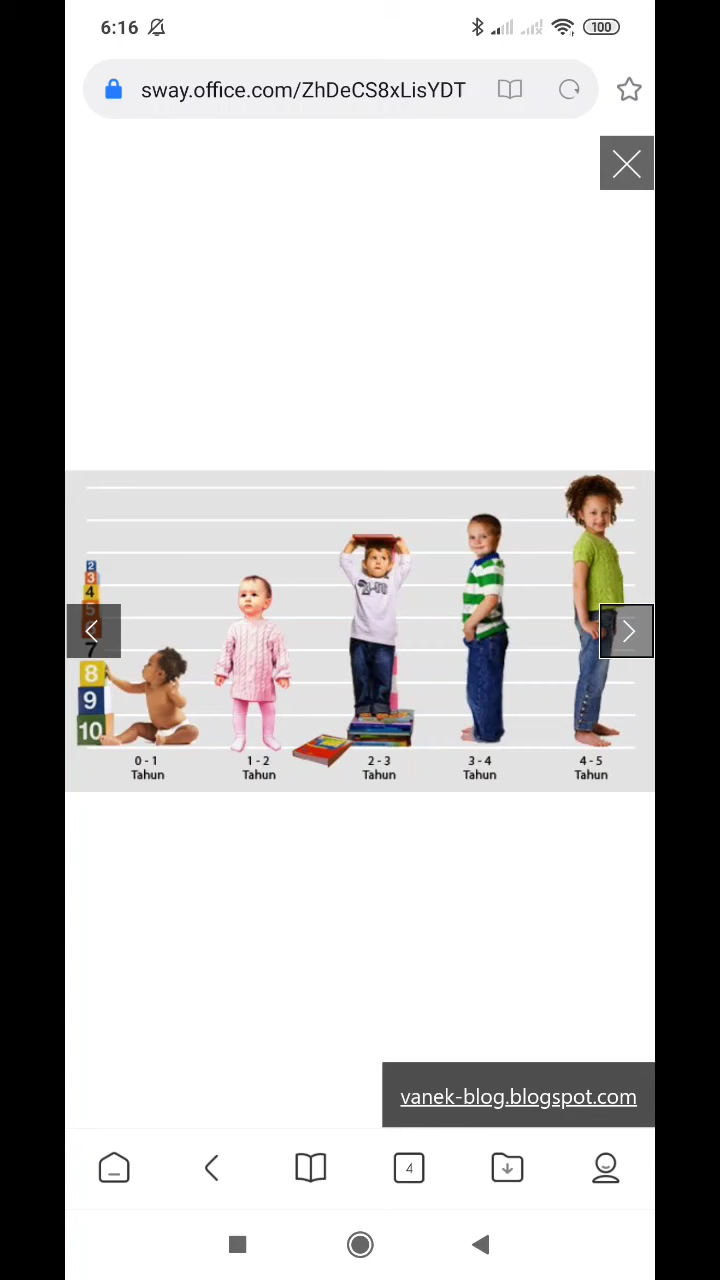 6:16
100
sway.office.com/ZhDeCS8xLisYDT
2
3
4
5
7
8
9
10
0 - 1
Tahun
1 - 2
Tahun
2 - 3
Tahun
3 - 4
Tahun
4 - 5
Tahun
vanek-blog.blogspot.com
4